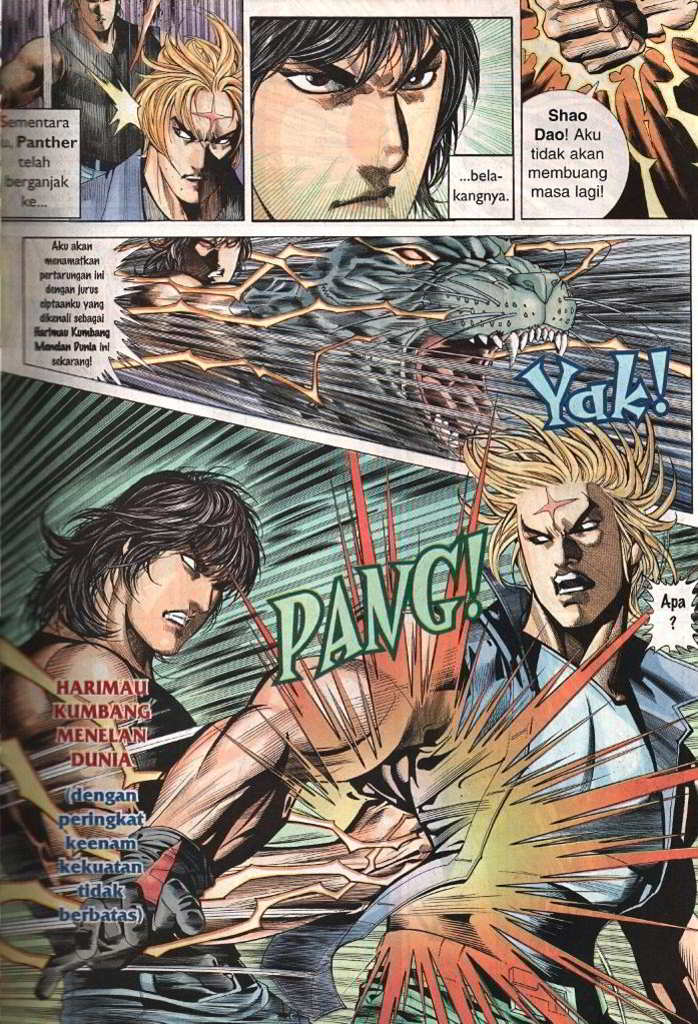 Sementara
u, Panther
telah
berganjak
ke...
...bela-
kangnya.
Shao
Dao! Aku
tidak akan
membuang
masa lagi!
Aku akan
menamatkan
pertarungan ini
dengan jurus
ciptaanku yang
dikenali sebagai
Harimau Kumbang
Menelan Dunia ini
sekarang!
Yak!
PANG!
Apa
?
HARIMAU
KUMBANG
MENELAN
DUNIA
(dengan
peringkat
keenam
kekuatan
tidak
berbatas)